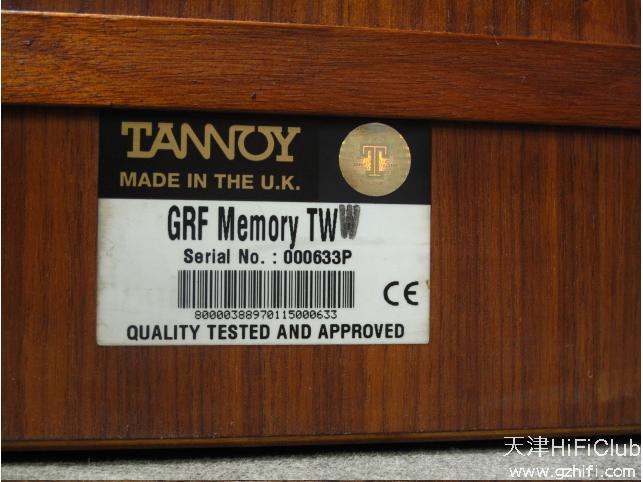 TANNOY
MADE IN THE U.K.
GRF Memory TWW
Serial No. : 000633P
80000388970115000633
CE
QUALITY TESTED AND APPROVED
天津HiFiClub
www.gzhifi.com